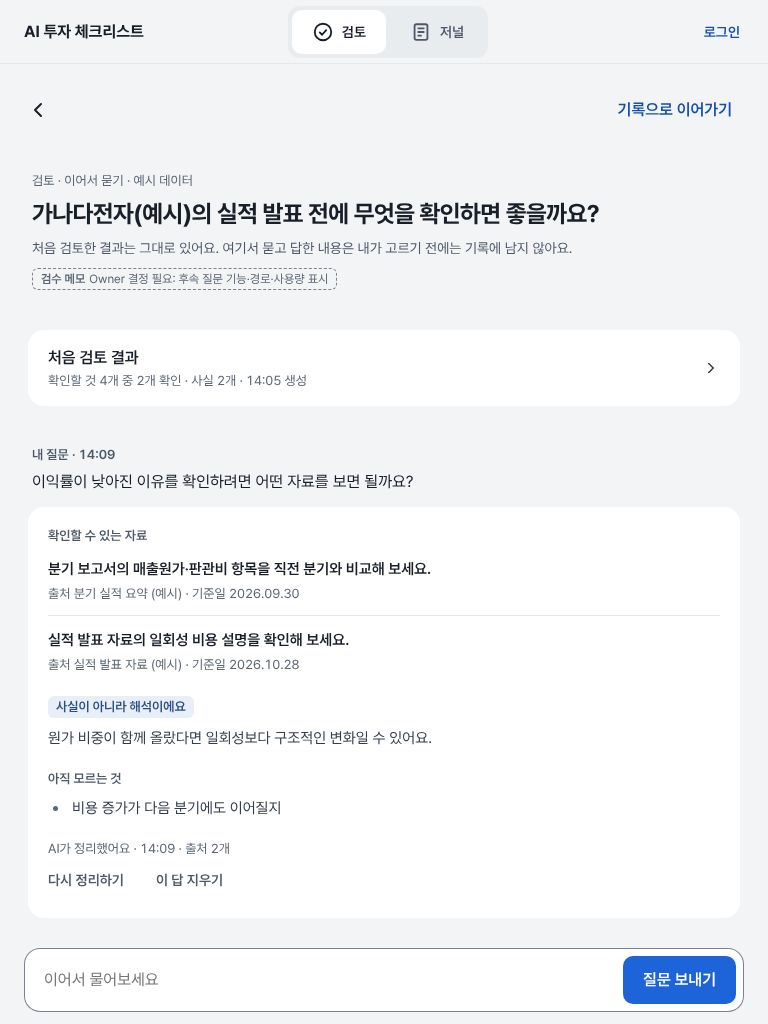 AI 투자 체크리스트
검토
저널
로그인
기록으로 이어가기
검토 · 이어서 묻기 · 예시 데이터
가나다전자(예시)의 실적 발표 전에 무엇을 확인하면 좋을까요?
처음 검토한 결과는 그대로 있어요. 여기서 묻고 답한 내용은 내가 고르기 전에는 기록에 남지 않아요.
검수 메모 Owner 결정 필요: 후속 질문 기능·경로·사용량 표시
처음 검토 결과
확인할 것 4개 중 2개 확인 · 사실 2개 · 14:05 생성
내 질문 · 14:09
이익률이 낮아진 이유를 확인하려면 어떤 자료를 보면 될까요?
확인할 수 있는 자료
분기 보고서의 매출원가·판관비 항목을 직전 분기와 비교해 보세요.
출처 분기 실적 요약 (예시) · 기준일 2026.09.30
실적 발표 자료의 일회성 비용 설명을 확인해 보세요.
출처 실적 발표 자료 (예시) · 기준일 2026.10.28
사실이 아니라 해석이에요
원가 비중이 함께 올랐다면 일회성보다 구조적인 변화일 수 있어요.
아직 모르는 것
• 비용 증가가 다음 분기에도 이어질지
AI가 정리했어요 · 14:09 · 출처 2개
다시 정리하기
이 답 지우기
이어서 물어보세요
질문 보내기